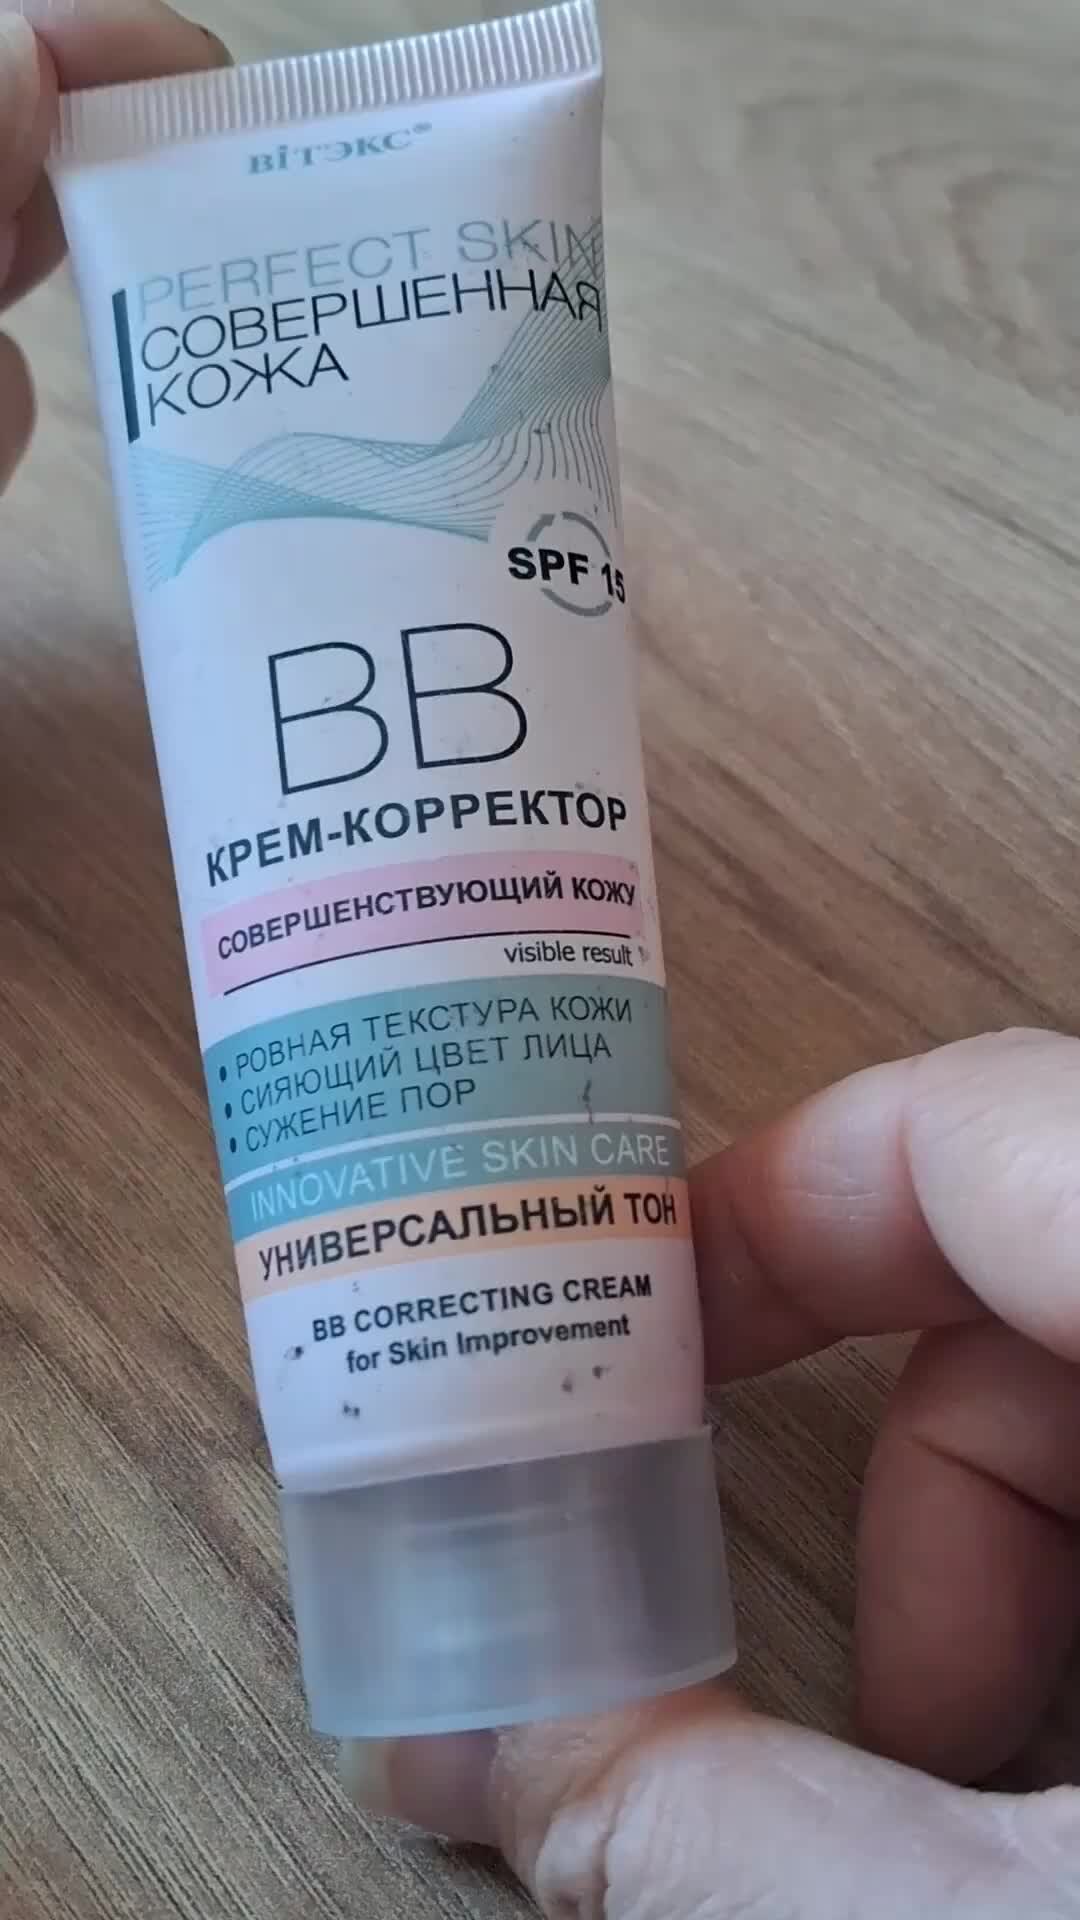 ВIТЭКС®
PERFECT SKIN
СОВЕРШЕННАЯ
КОЖА
SPF 15
BB
КРЕМ-КОРРЕКТОР
СОВЕРШЕНСТВУЮЩИЙ КОЖУ
visible result
• РОВНАЯ ТЕКСТУРА КОЖИ
• СИЯЮЩИЙ ЦВЕТ ЛИЦА
• СУЖЕНИЕ ПОР
INNOVATIVE SKIN CARE
УНИВЕРСАЛЬНЫЙ ТОН
BB CORRECTING CREAM
for Skin Improvement